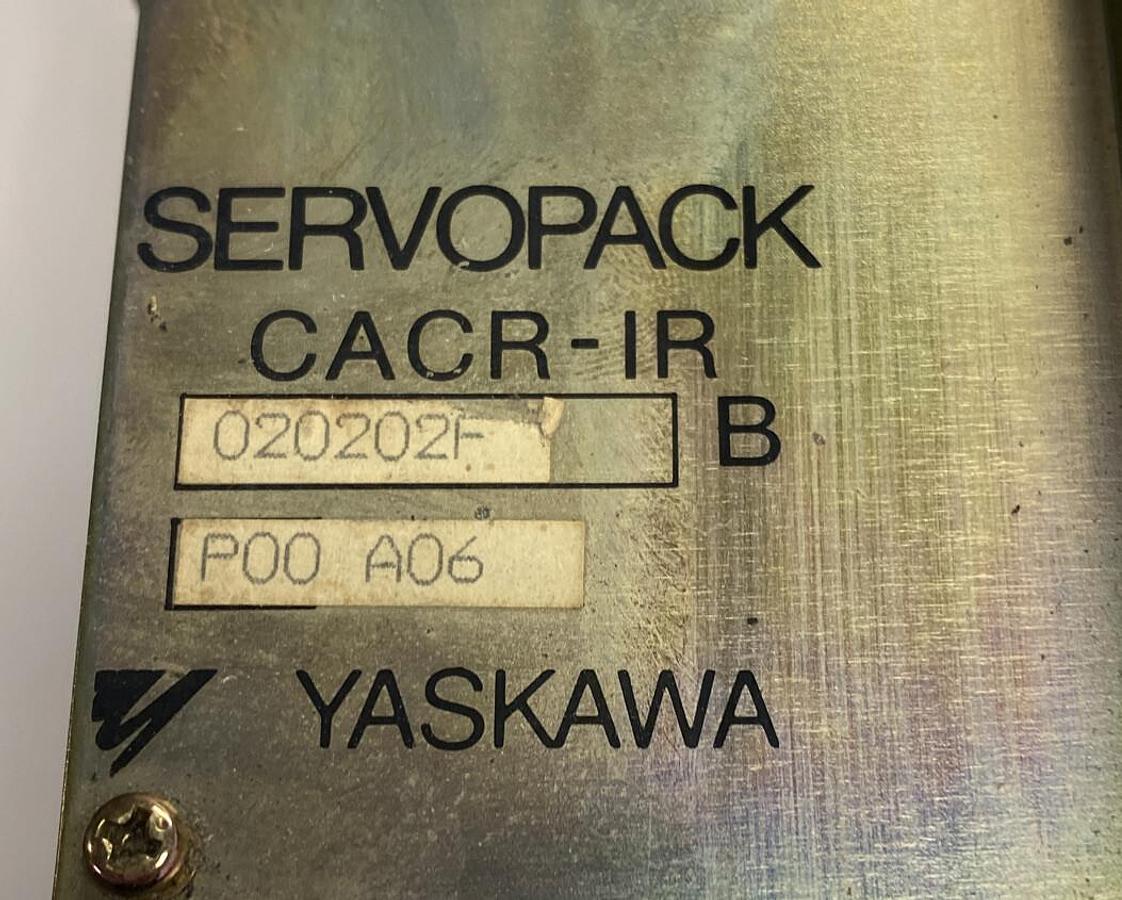 SERVOPACK
CACR-IR
020202F B
P00 A06
YASKAWA